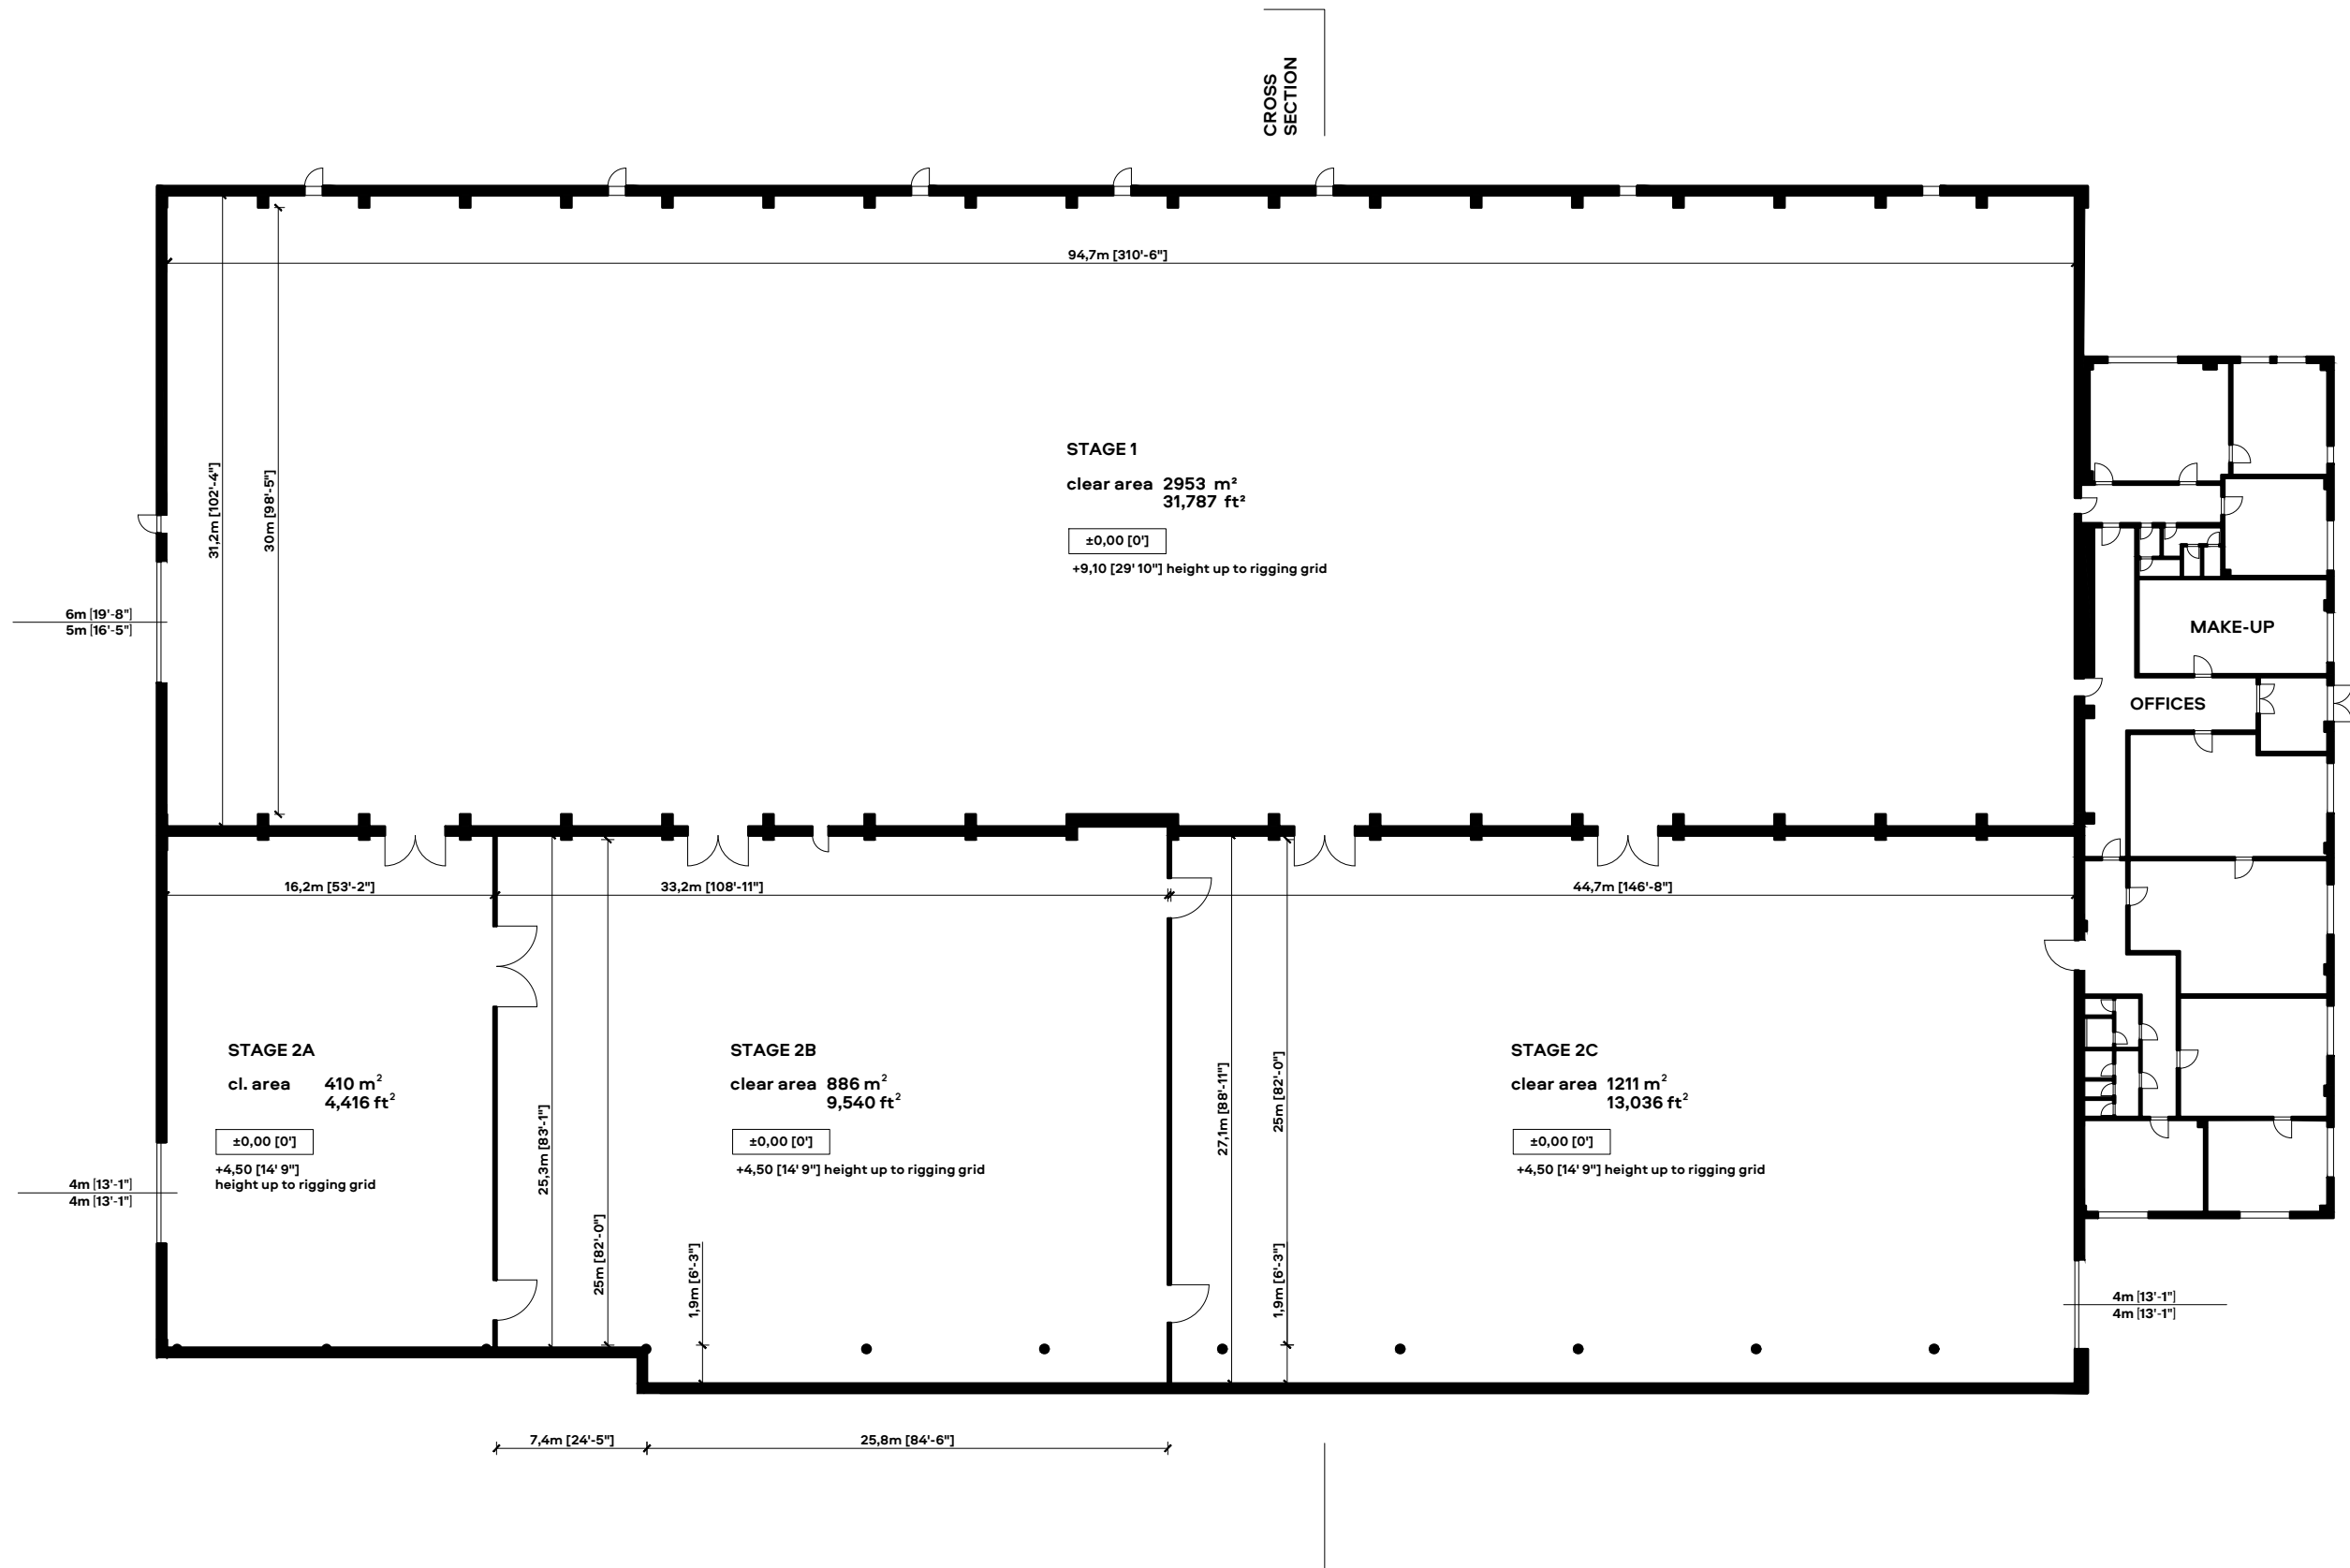 CROSS
SECTION
94,7m [310'-6"]
31,2m [102'-4"]
30m [98'-5"]
STAGE 1
clear area 2953 m²
31,787 ft²
±0,00 [0']
+9,10 [29' 10"] height up to rigging grid
6m [19'-8"]
5m [16'-5"]
MAKE-UP
OFFICES
16,2m [53'-2"]
33,2m [108'-11"]
44,7m [146'-8"]
STAGE 2A
cl. area 410 m²
4,416 ft²
±0,00 [0']
+4,50 [14' 9"]
height up to rigging grid
4m [13'-1"]
4m [13'-1"]
25,3m [83'-1"]
25m [82'-0"]
1,9m [6'-3"]
STAGE 2B
clear area 886 m²
9,540 ft²
±0,00 [0']
+4,50 [14' 9"] height up to rigging grid
27,1m [88'-11"]
25m [82'-0"]
1,9m [6'-3"]
STAGE 2C
clear area 1211 m²
13,036 ft²
±0,00 [0']
+4,50 [14' 9"] height up to rigging grid
4m [13'-1"]
4m [13'-1"]
7,4m [24'-5"]
25,8m [84'-6"]